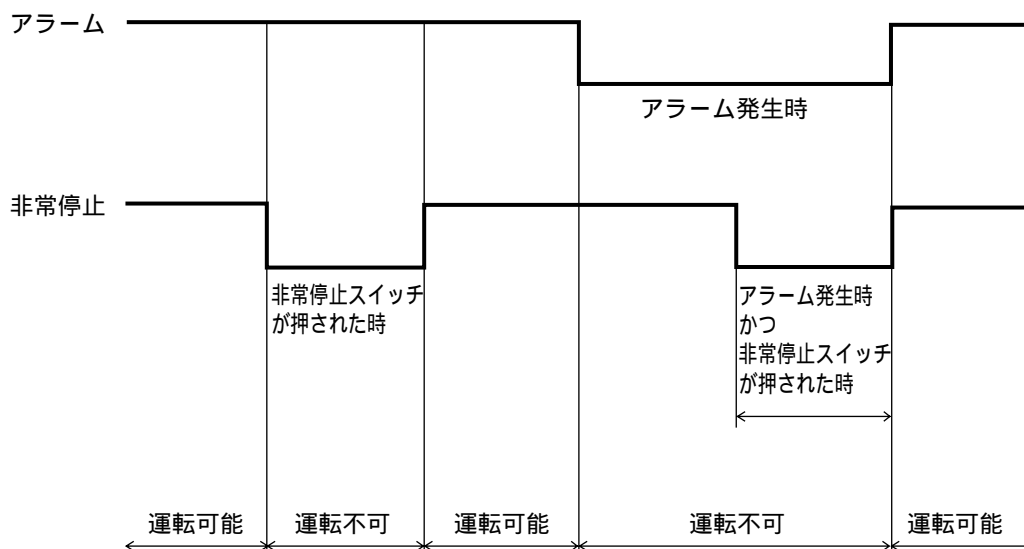 アラーム
アラーム発生時
非常停止
非常停止スイッチ
が押された時
アラーム発生時
かつ
非常停止スイッチ
が押された時
運転可能
運転不可
運転可能
運転不可
運転可能